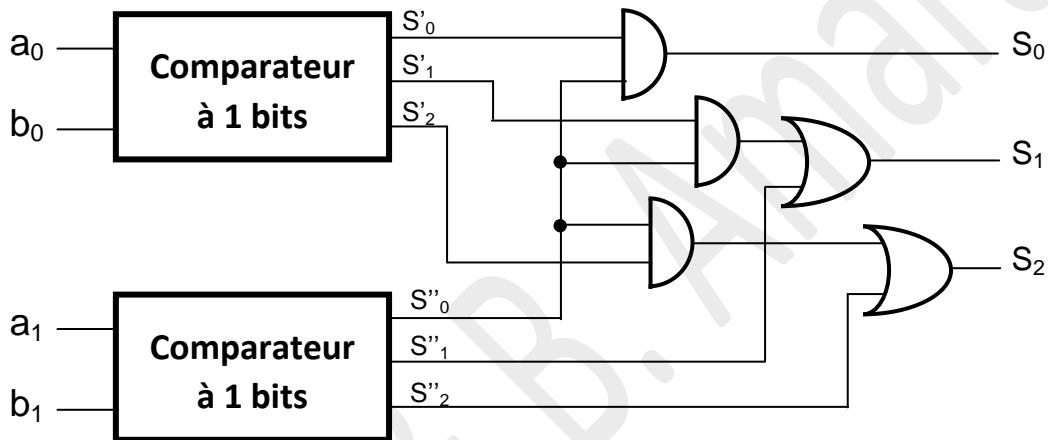 a0
b0
Comparateur
à 1 bits
S'0
S'1
S'2
S0
S1
S2
a1
b1
Comparateur
à 1 bits
S''0
S''1
S''2
B. Amar